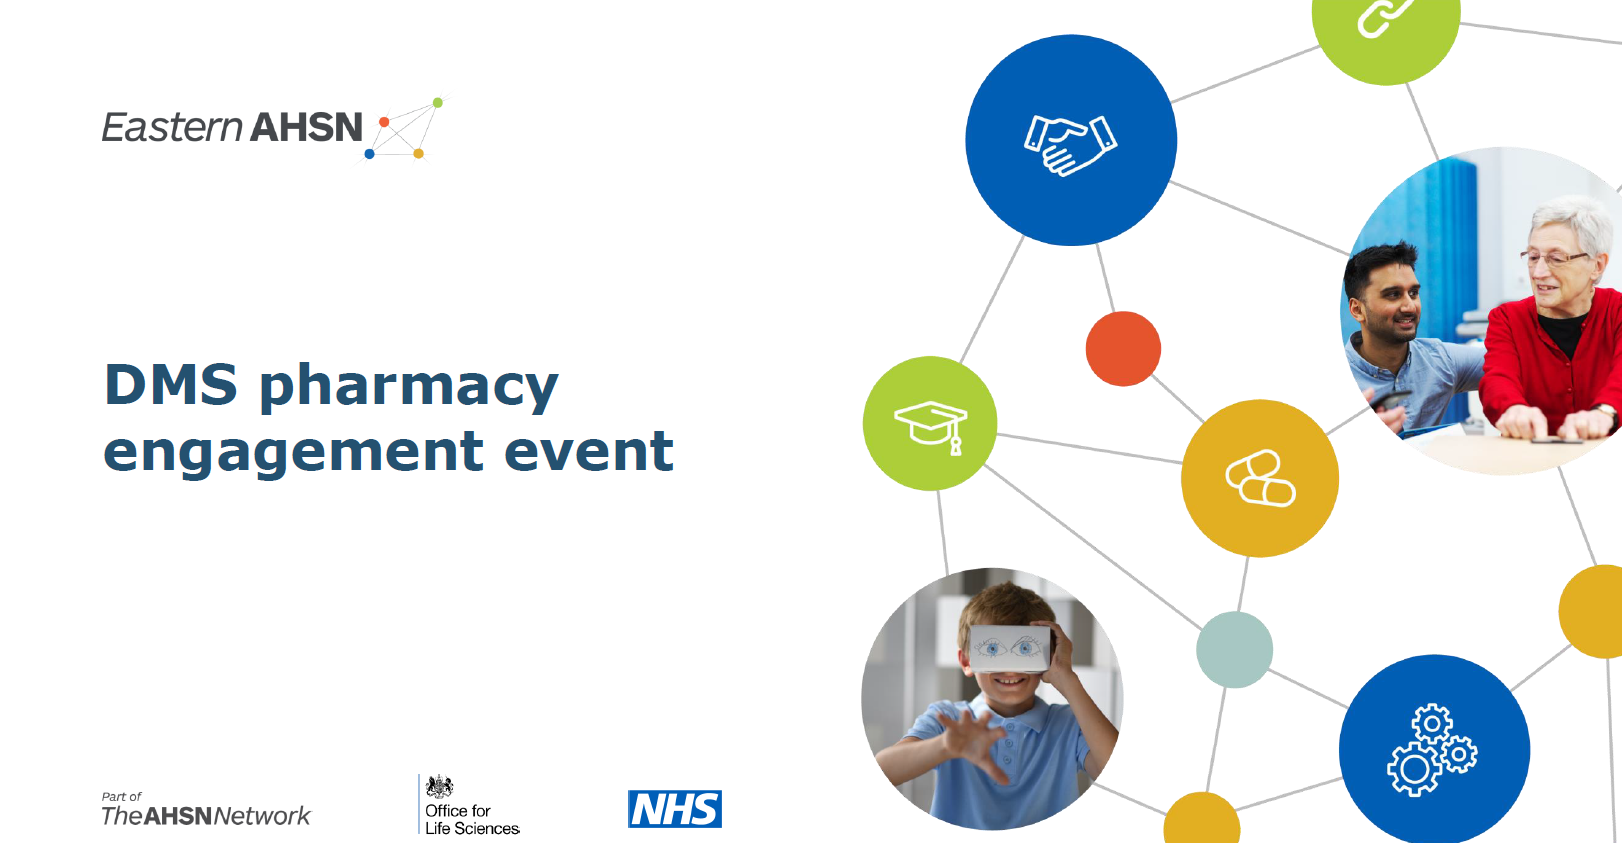 Eastern AHSN
DMS pharmacy
engagement event
Part of
TheAHSNNetwork
Office for
Life Sciences
NHS